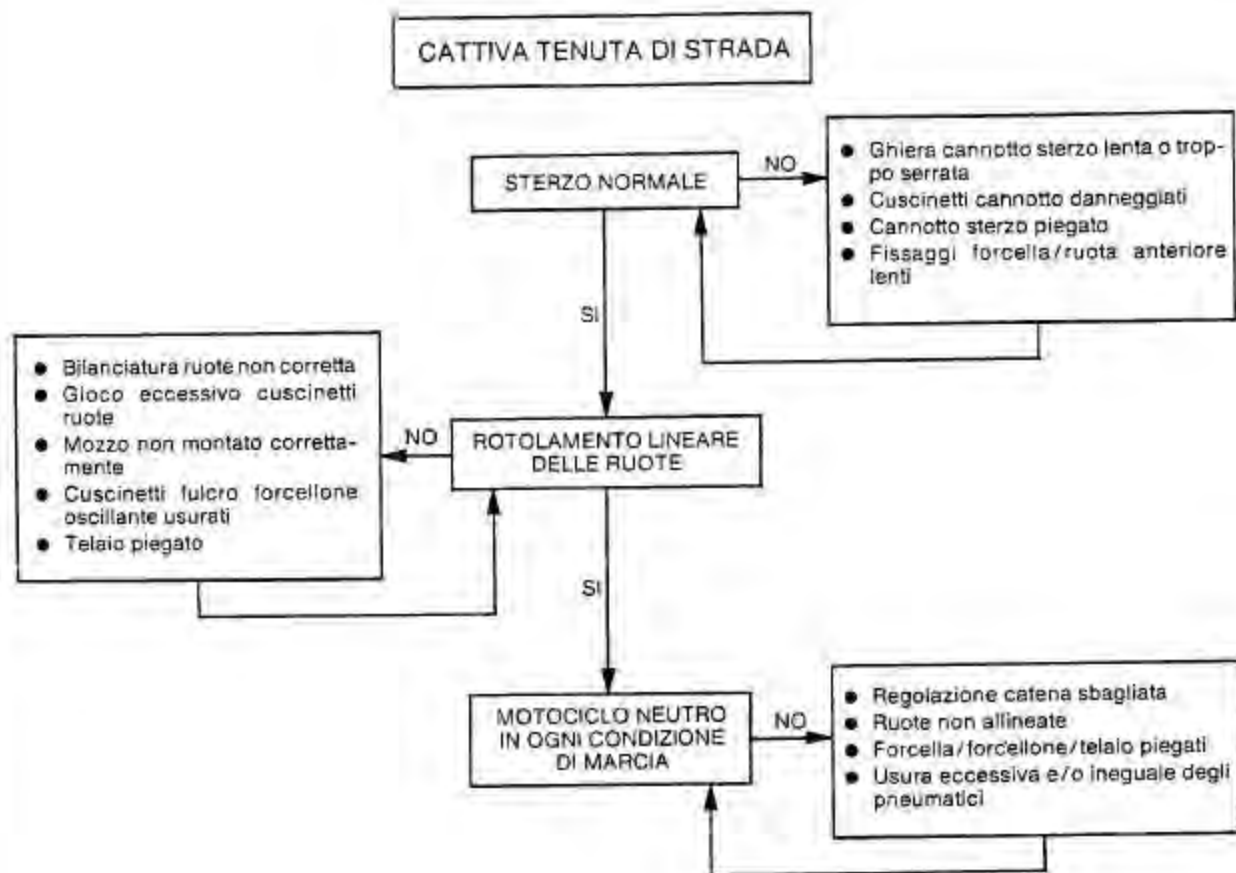 CATTIVA TENUTA DI STRADA
STERZO NORMALE
NO
● Ghiera cannotto sterzo lenta o trop-
po serrata
● Cuscinetti cannotto danneggiati
● Cannotto sterzo piegato
● Fissaggi forcella/ruota anteriore
lenti
SI
● Bilanciatura ruote non corretta
● Gioco eccessivo cuscinetti
ruote
● Mozzo non montato corretta-
mente
● Cuscinetti fulcro forcellone
oscillante usurati
● Telaio piegato
NO
ROTOLAMENTO LINEARE
DELLE RUOTE
SI
MOTOCICLO NEUTRO
IN OGNI CONDIZIONE
DI MARCIA
NO
● Regolazione catena sbagliata
● Ruote non allineate
● Forcella/forcellone/telaio piegati
● Usura eccessiva e/o ineguale degli
pneumatici